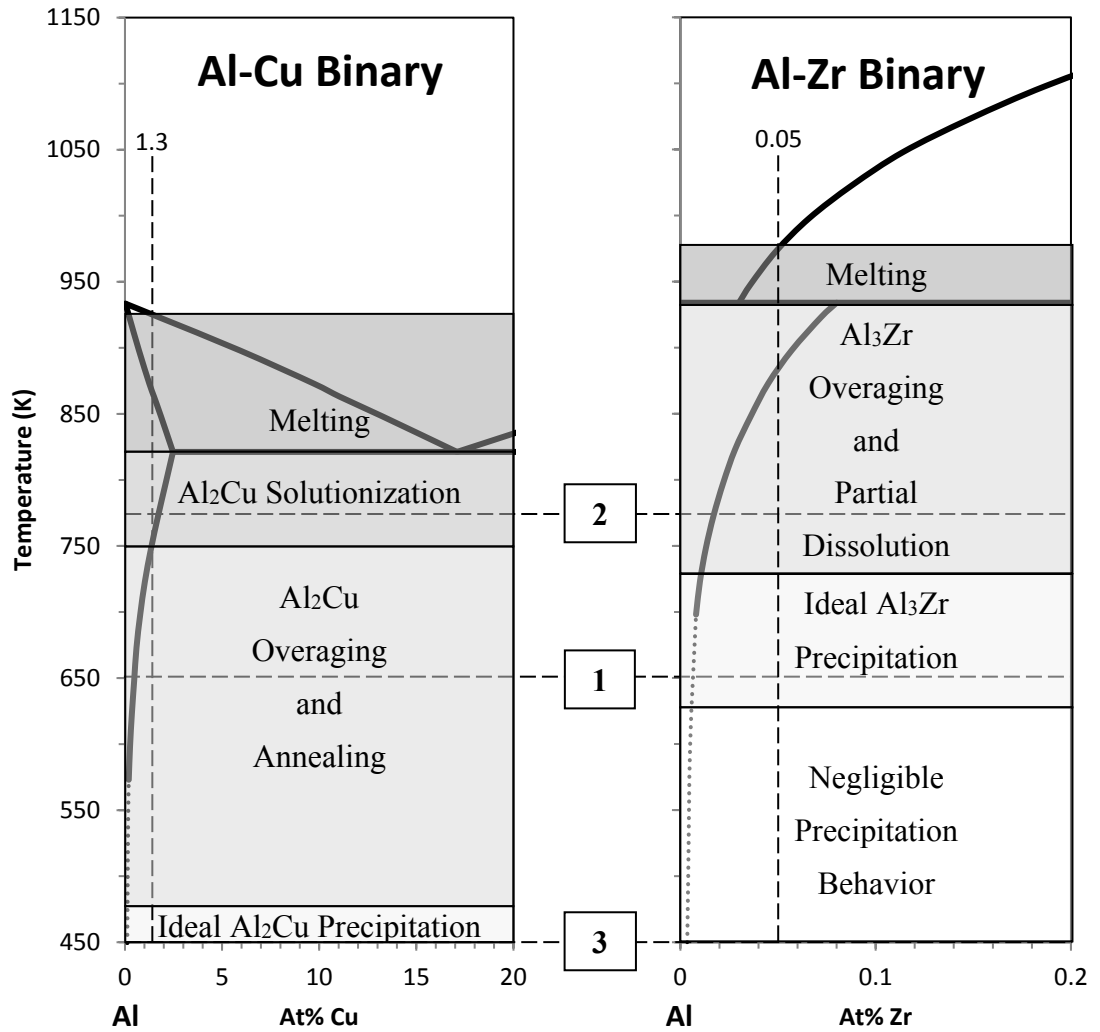 Al-Cu Binary
Al-Zr Binary
1150
1050
950
850
750
650
550
450
Temperature (K)
1.3
Melting
Al₂Cu Solutionization
Al₂Cu
Overaging
and
Annealing
Ideal Al₂Cu Precipitation
0
5
10
15
20
Al
At% Cu
2
1
3
0.05
Melting
Al₃Zr
Overaging
and
Partial
Dissolution
Ideal Al₃Zr
Precipitation
Negligible
Precipitation
Behavior
0
0.1
0.2
Al
At% Zr